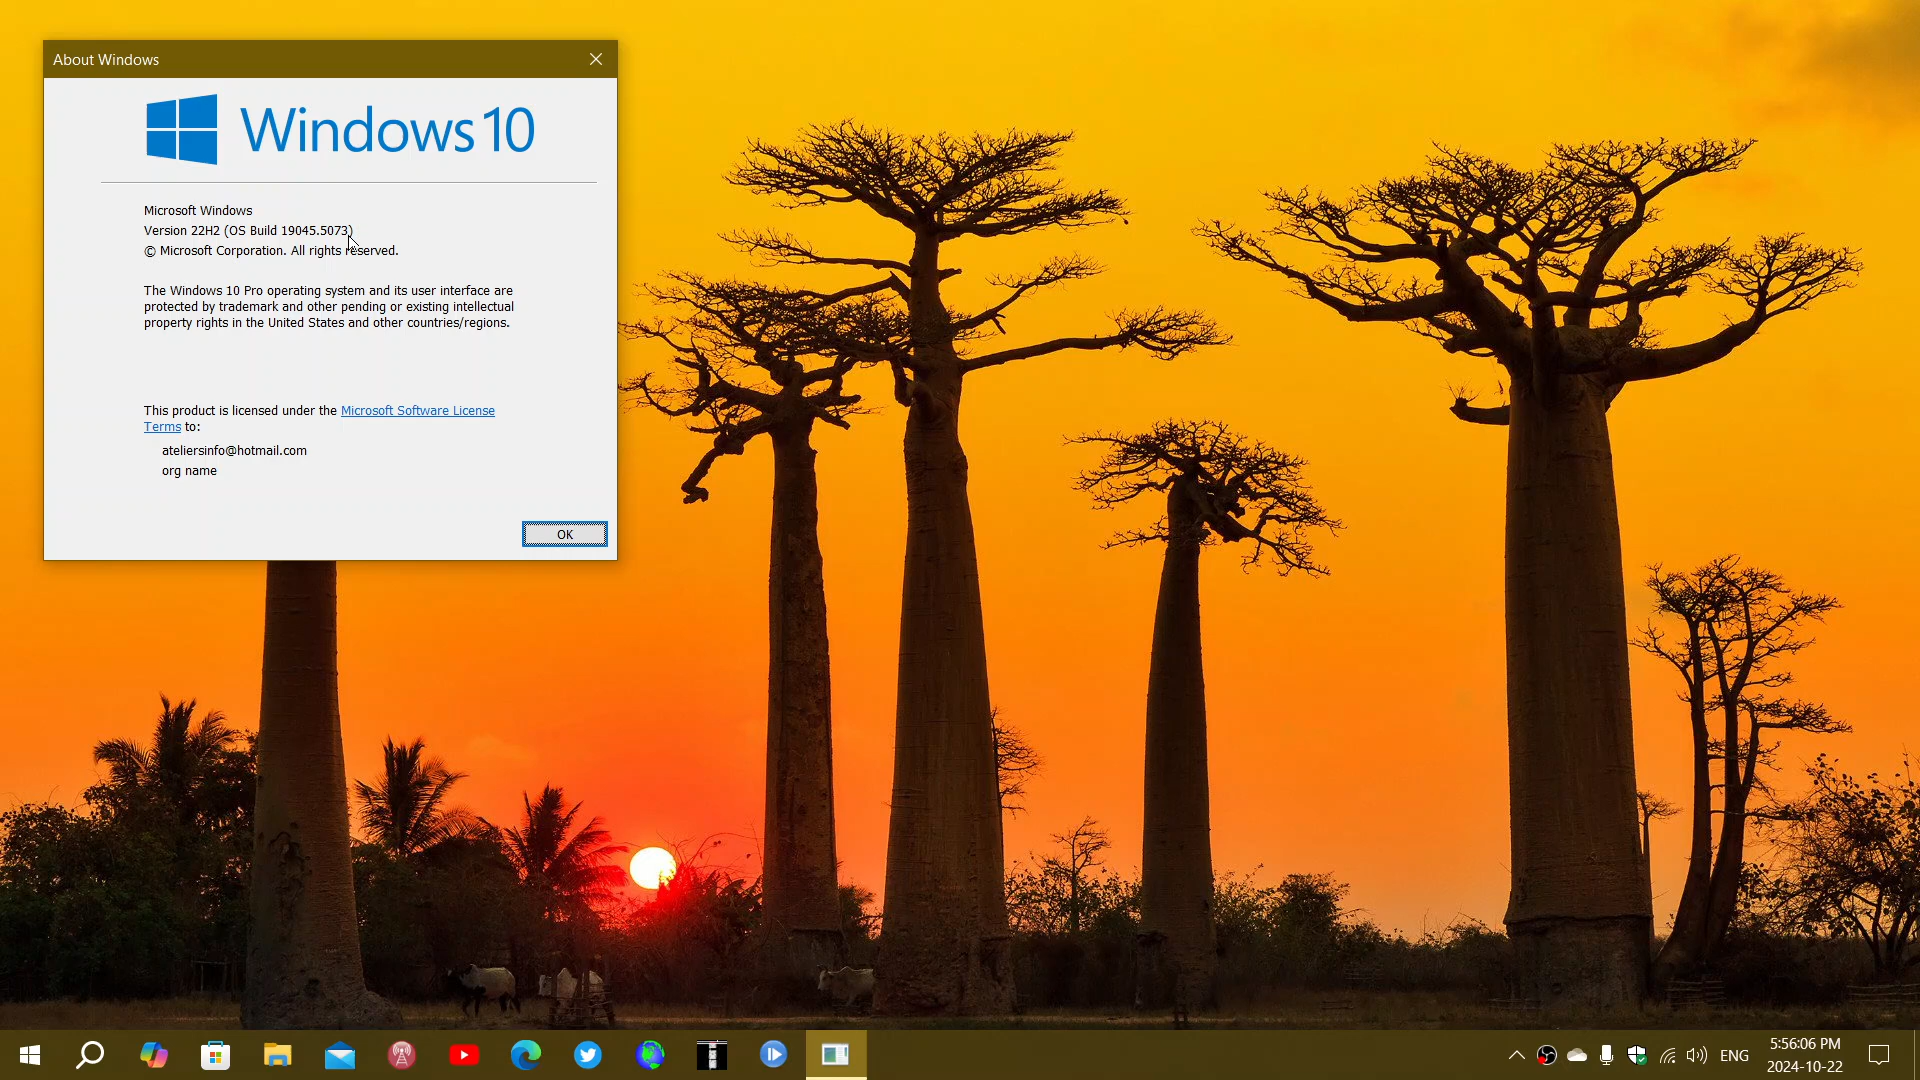 About Windows
Windows 10
Microsoft Windows
Version 22H2 (OS Build 19045.5073)
© Microsoft Corporation. All rights reserved.
The Windows 10 Pro operating system and its user interface are
protected by trademark and other pending or existing intellectual
property rights in the United States and other countries/regions.
This product is licensed under the Microsoft Software License
Terms to:
ateliersinfo@hotmail.com
org name
OK
ENG
5:56:06 PM
2024-10-22